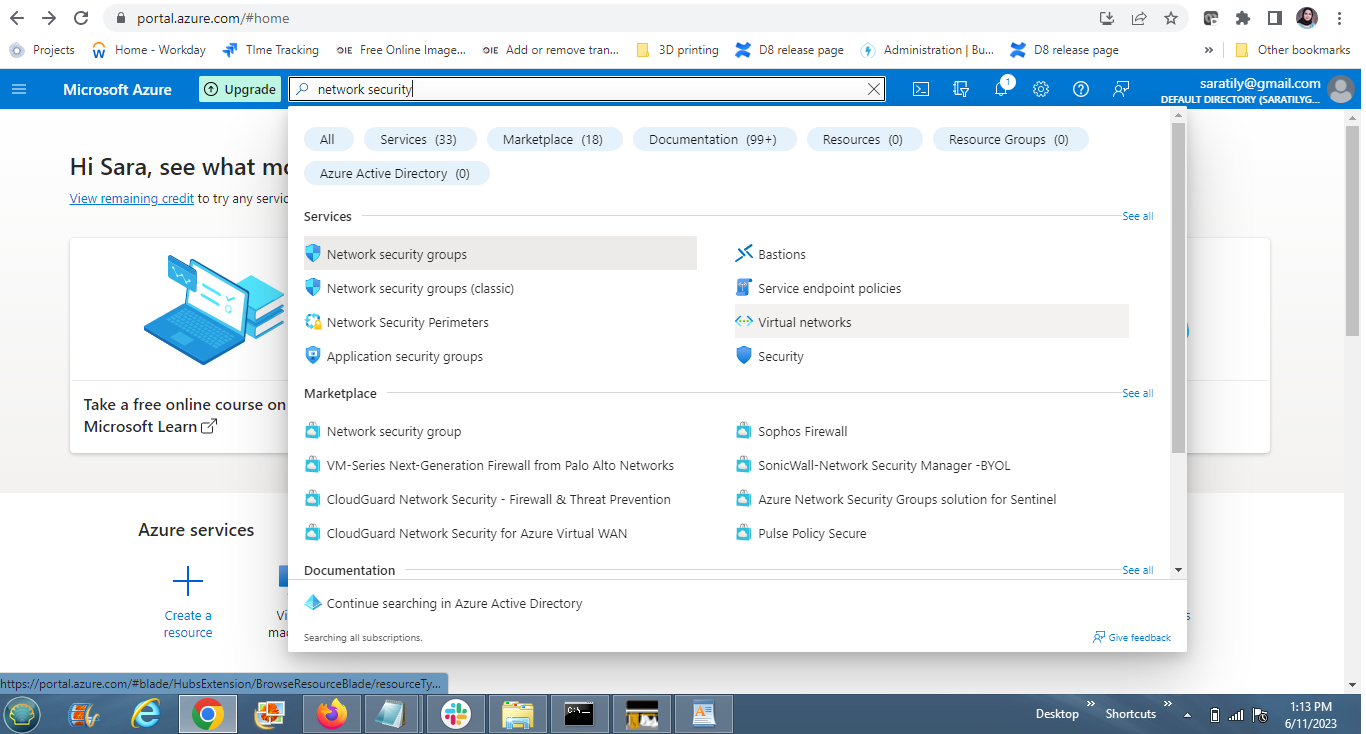 portal.azure.com/#home
Projects
Home - Workday
TIme Tracking
OIE Free Online Image...
OIE Add or remove tran...
3D printing
D8 release page
Administration | Bu...
D8 release page
»
Other bookmarks
Microsoft Azure
Upgrade
network security
1
saratily@gmail.com
DEFAULT DIRECTORY (SARATILYG...
Hi Sara, see what mo
View remaining credit to try any servic
All
Services (33)
Marketplace (18)
Documentation (99+)
Resources (0)
Resource Groups (0)
Azure Active Directory (0)
Services
See all
Network security groups
Bastions
Network security groups (classic)
Service endpoint policies
Network Security Perimeters
Virtual networks
Application security groups
Security
Marketplace
See all
Network security group
Sophos Firewall
VM-Series Next-Generation Firewall from Palo Alto Networks
SonicWall-Network Security Manager -BYOL
CloudGuard Network Security - Firewall & Threat Prevention
Azure Network Security Groups solution for Sentinel
CloudGuard Network Security for Azure Virtual WAN
Pulse Policy Secure
Documentation
See all
Continue searching in Azure Active Directory
Searching all subscriptions.
Give feedback
Take a free online course on
Microsoft Learn
Azure services
Create a
resource
Vi
mac
s
https://portal.azure.com/#blade/HubsExtension/BrowseResourceBlade/resourceTy...
C:\.
Desktop
»
Shortcuts
»
1:13 PM
6/11/2023